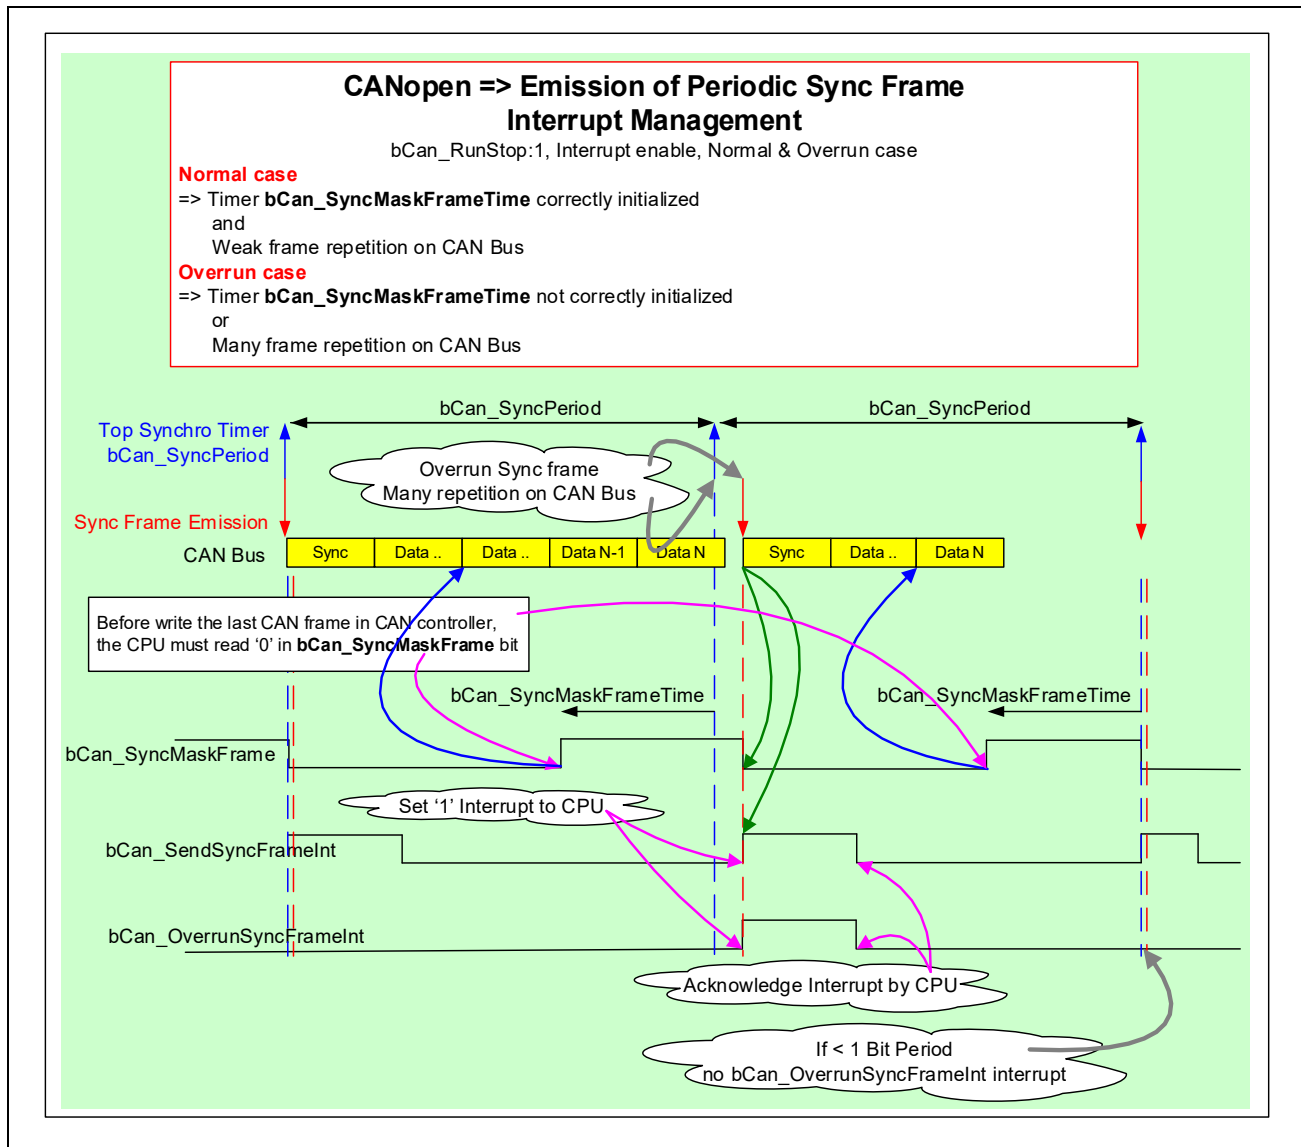 CANopen => Emission of Periodic Sync Frame
Interrupt Management
bCan_RunStop:1, Interrupt enable, Normal & Overrun case
Normal case
=> Timer bCan_SyncMaskFrameTime correctly initialized
and
Weak frame repetition on CAN Bus
Overrun case
=> Timer bCan_SyncMaskFrameTime not correctly initialized
or
Many frame repetition on CAN Bus
bCan_SyncPeriod
bCan_SyncPeriod
Top Synchro Timer
bCan_SyncPeriod
Overrun Sync frame
Many repetition on CAN Bus
Sync Frame Emission
CAN Bus
Sync
Data ..
Data ..
Data N-1
Data N
Sync
Data ..
Data N
Before write the last CAN frame in CAN controller,
the CPU must read ‘0’ in bCan_SyncMaskFrame bit
bCan_SyncMaskFrameTime
bCan_SyncMaskFrameTime
bCan_SyncMaskFrame
Set ‘1’ Interrupt to CPU
bCan_SendSyncFrameInt
bCan_OverrunSyncFrameInt
Acknowledge Interrupt by CPU
If < 1 Bit Period
no bCan_OverrunSyncFrameInt interrupt